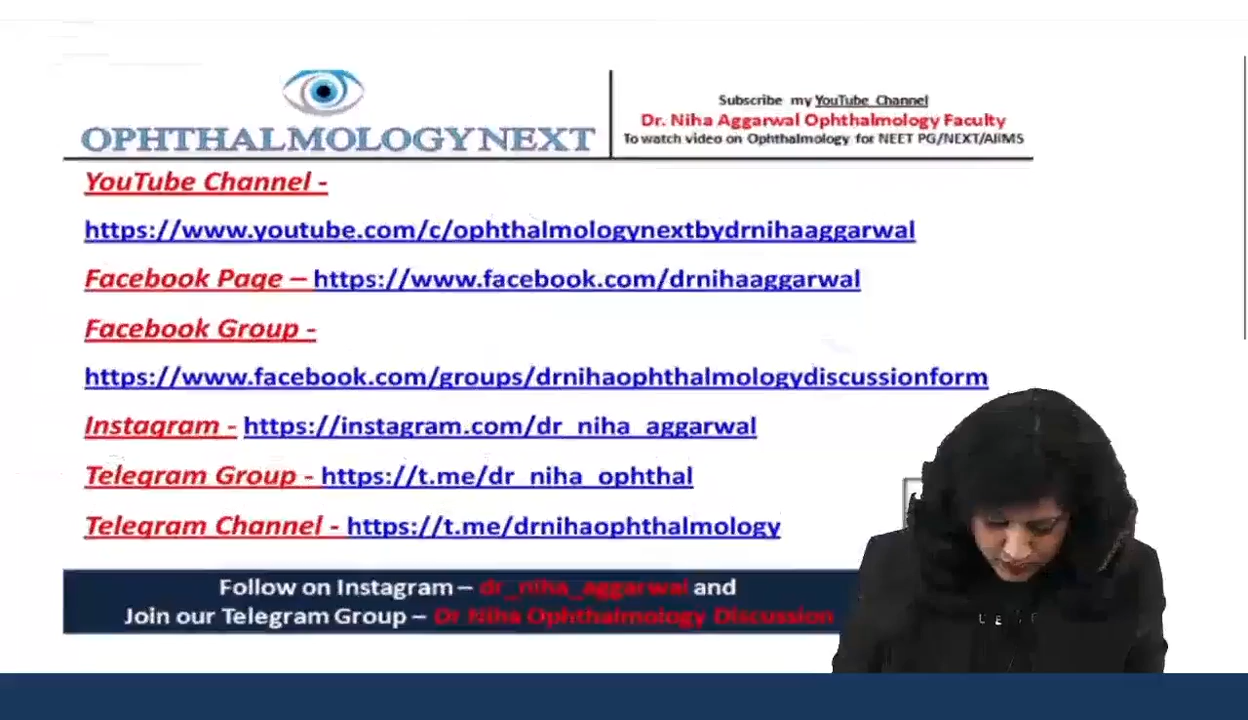 OPHTHALMOLOGYNEXT
Subscribe my YouTube Channel
Dr. Niha Aggarwal Ophthalmology Faculty
To watch video on Ophthalmology for NEET PG/NEXT/AIIMS
YouTube Channel -
https://www.youtube.com/c/ophthalmologynextbydrnihaaggarwal
Facebook Page – https://www.facebook.com/drnihaaggarwal
Facebook Group -
https://www.facebook.com/groups/drnihaophthalmologydiscussionform
Instagram - https://instagram.com/dr_niha_aggarwal
Telegram Group - https://t.me/dr_niha_ophthal
Telegram Channel - https://t.me/drnihaophthalmology
Follow on Instagram – dr_niha_aggarwal and
Join our Telegram Group – Dr Niha Ophthalmology Discussion